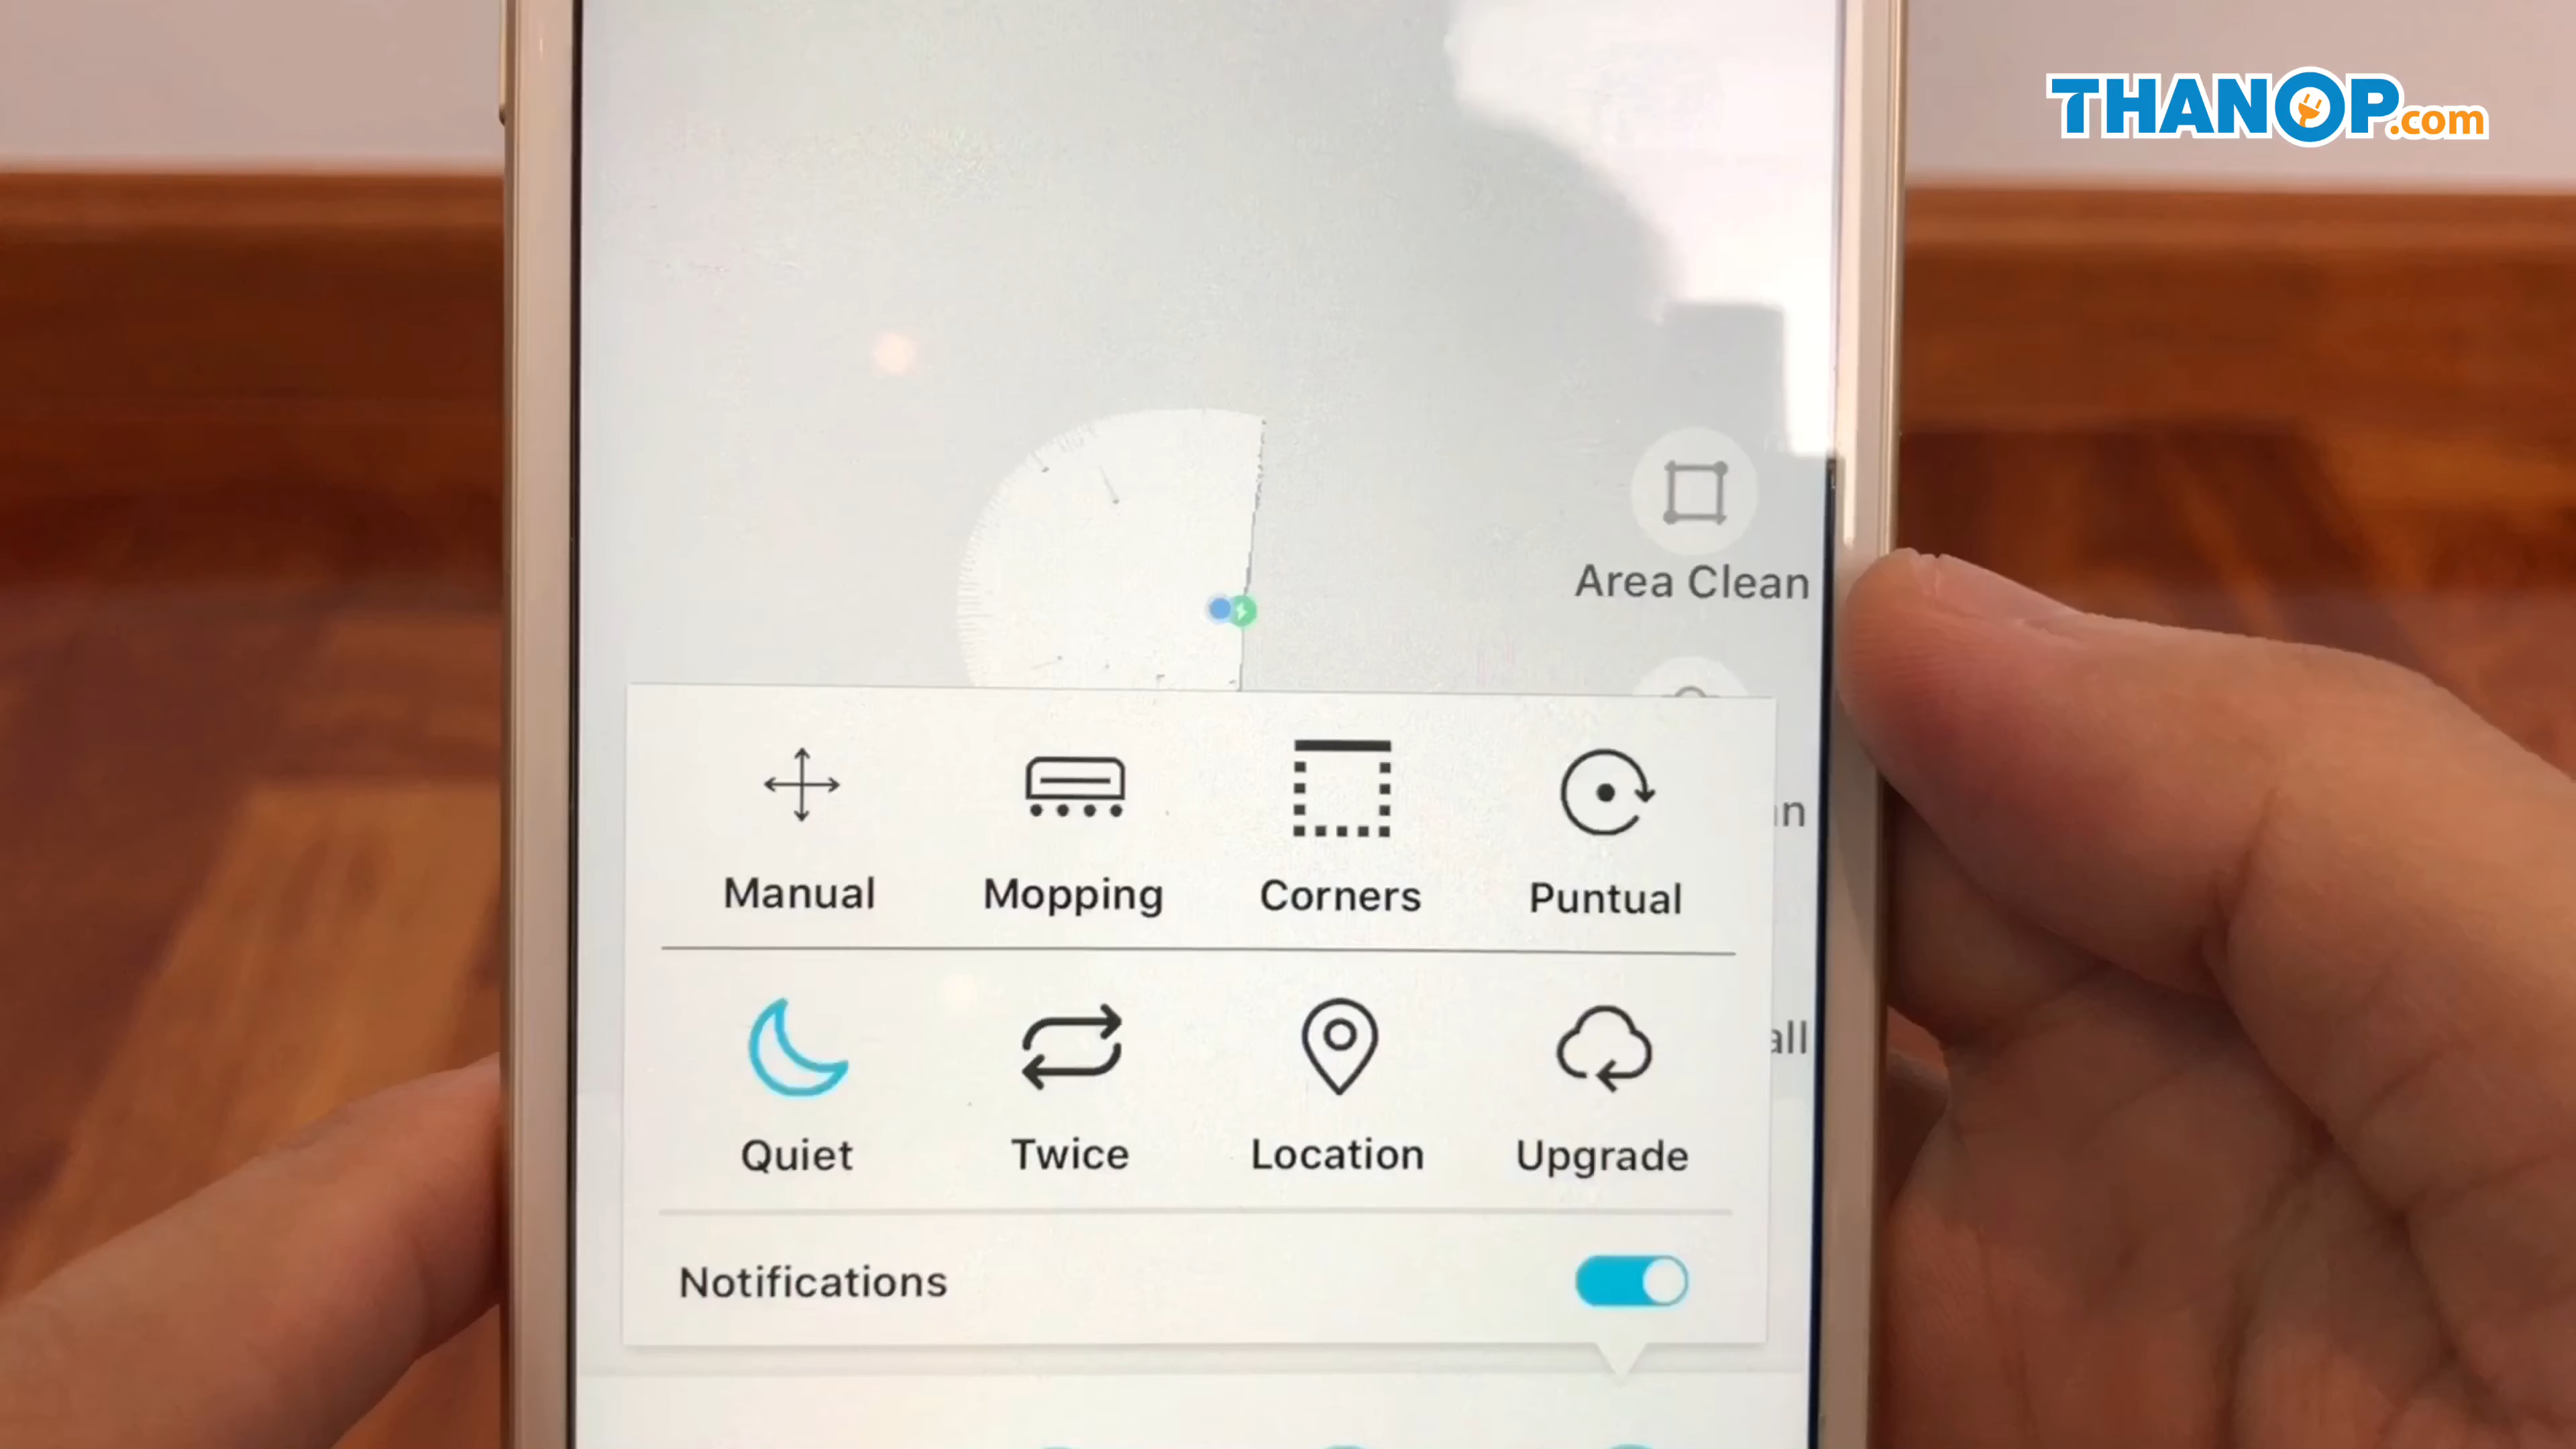 THANOP.com
Area Clean
Manual Mopping Corners Puntual
Quiet Twice Location Upgrade
Notifications